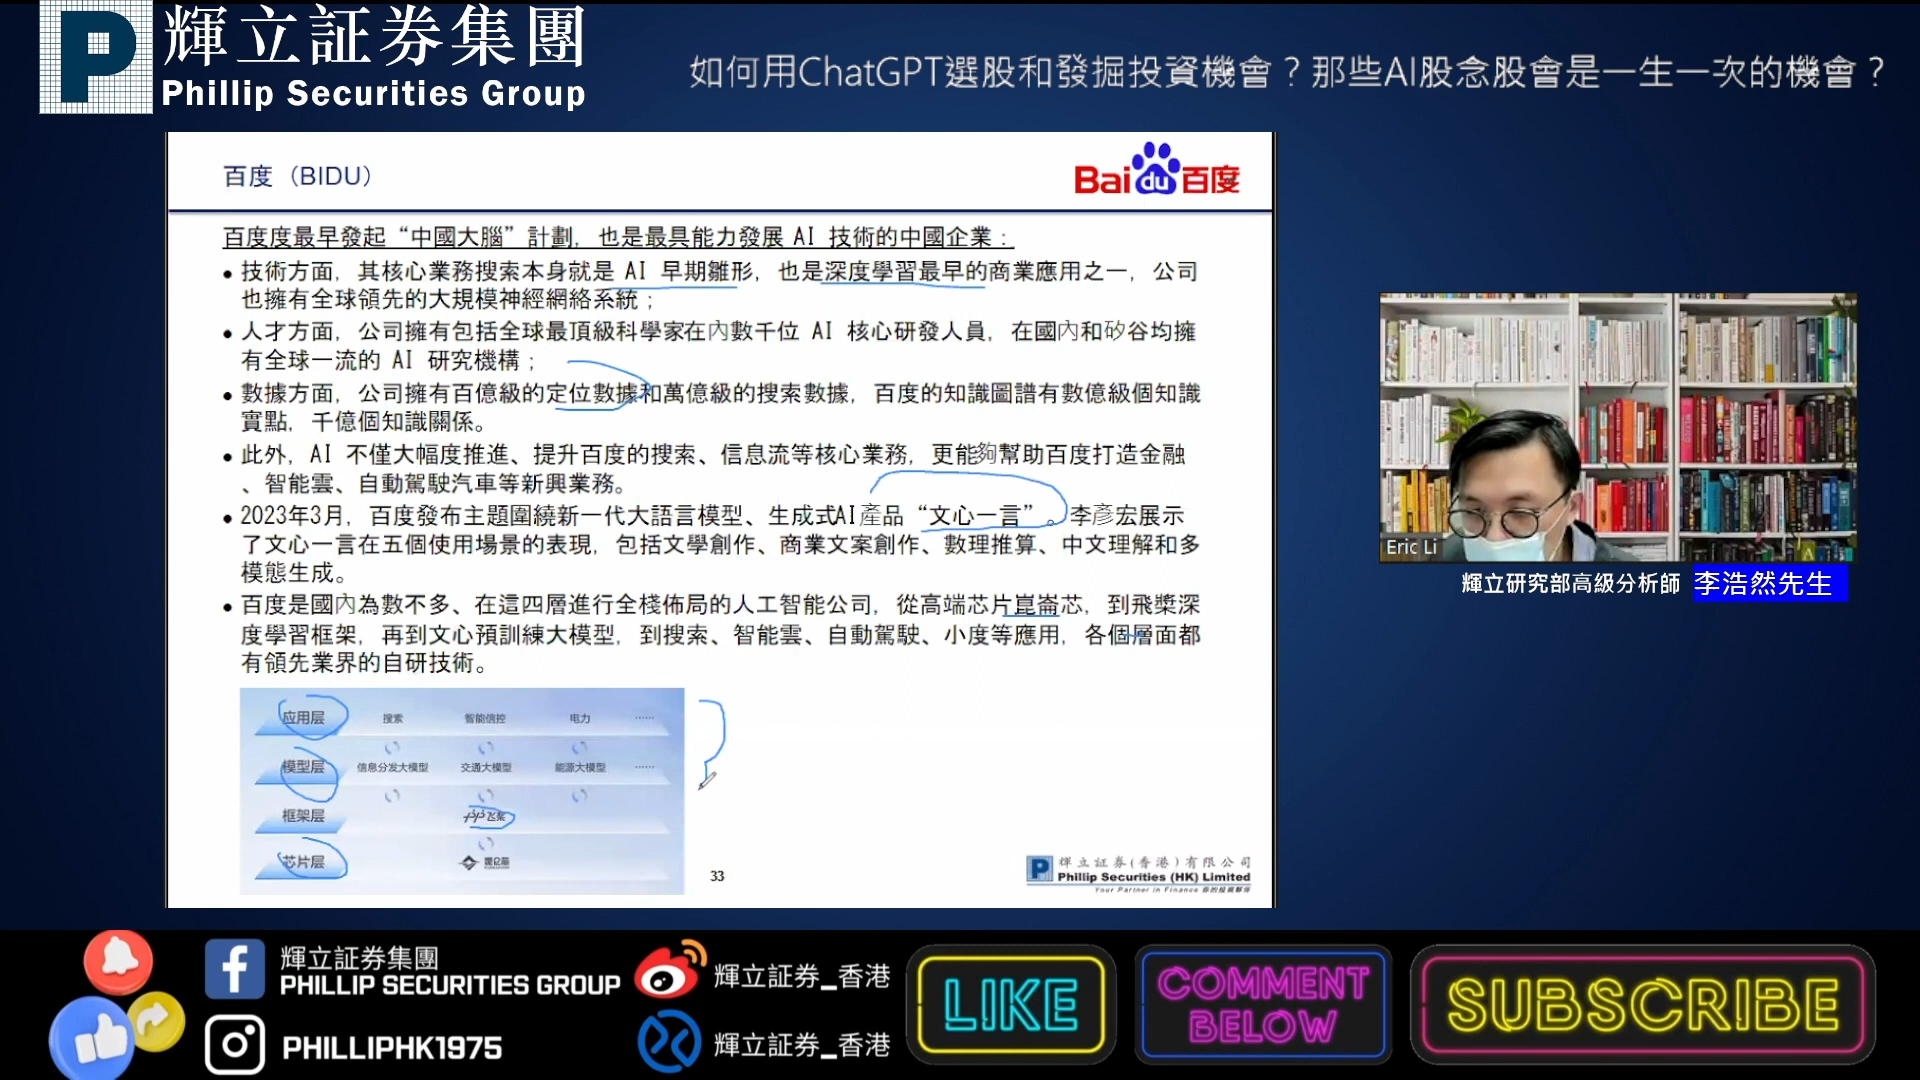 輝立証券集團
Phillip Securities Group
如何用ChatGPT選股和發掘投資機會？那些AI股念股會是一生一次的機會？
百度（BIDU）
Bai du 百度
百度度最早發起“中國大腦”計劃，也是最具能力發展 AI 技術的中國企業：
• 技術方面，其核心業務搜索本身就是 AI 早期雛形，也是深度學習最早的商業應用之一，公司
也擁有全球領先的大規模神經網絡系統；
• 人才方面，公司擁有包括全球最頂級科學家在內數千位 AI 核心研發人員，在國內和矽谷均擁
有全球一流的 AI 研究機構；
• 數據方面，公司擁有百億級的定位數據和萬億級的搜索數據，百度的知識圖譜有數億級個知識
實點，千億個知識關係。
• 此外，AI 不僅大幅度推進、提升百度的搜索、信息流等核心業務，更能夠幫助百度打造金融
、智能雲、自動駕駛汽車等新興業務。
• 2023年3月，百度發布主題圍繞新一代大語言模型、生成式AI產品“文心一言”。李彥宏展示
了文心一言在五個使用場景的表現，包括文學創作、商業文案創作、數理推算、中文理解和多
模態生成。
• 百度是國內為數不多、在這四層進行全棧佈局的人工智能公司，從高端芯片崑崙芯，到飛槳深
度學習框架，再到文心預訓練大模型，到搜索、智能雲、自動駕駛、小度等應用，各個層面都
有領先業界的自研技術。
应用层 搜索 智能信控 电力 ······
模型层 信息分发大模型 交通大模型 能源大模型 ······
框架层 飞桨
芯片层 昆仑芯
33
輝立証券(香港)有限公司
Phillip Securities (HK) Limited
Your Partner in Finance 你的投資夥伴
Eric Li
輝立研究部高級分析師 李浩然先生
輝立証券集團
PHILLIP SECURITIES GROUP
PHILLIPHK1975
輝立証券_香港
輝立証券_香港
LIKE
COMMENT
BELOW
SUBSCRIBE